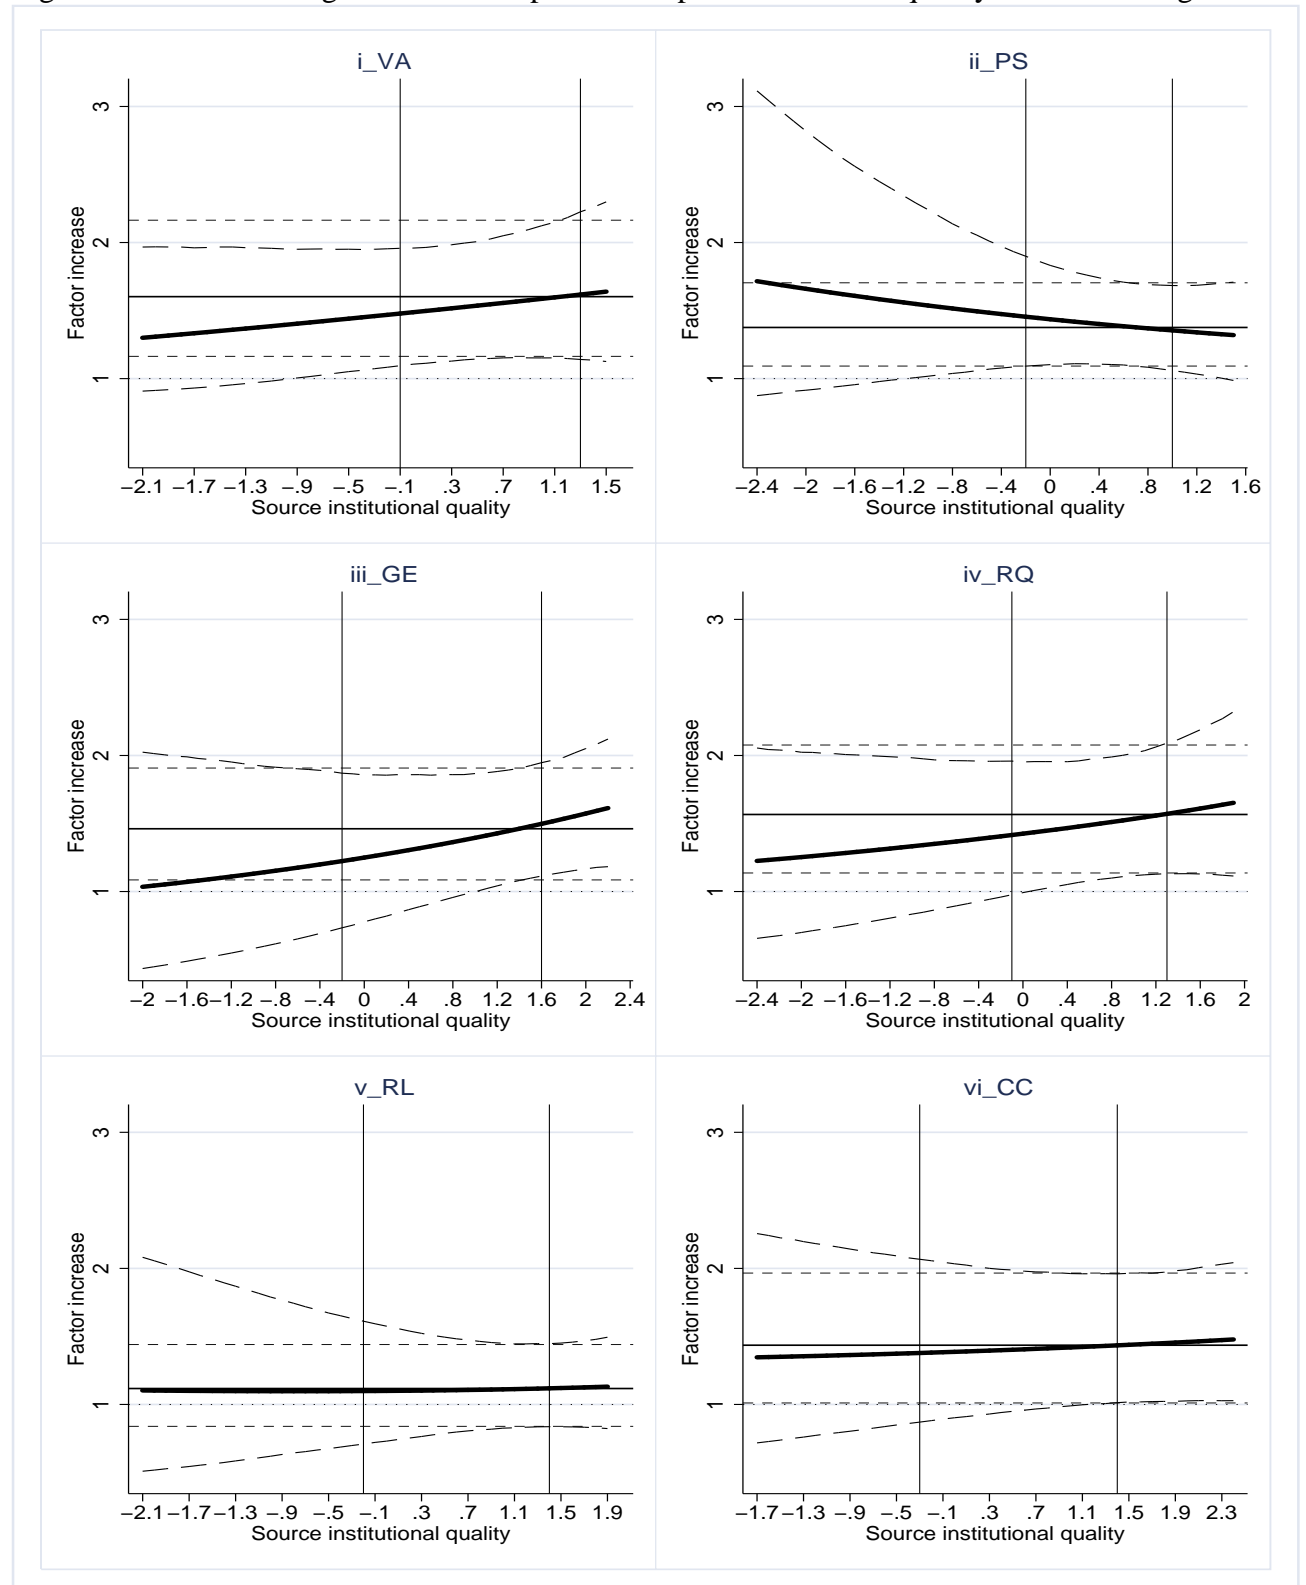 i_VA
3
2
1
Factor increase
−2.1 −1.7 −1.3 −.9 −.5 −.1 .3 .7 1.1 1.5
Source institutional quality
ii_PS
3
2
1
Factor increase
−2.4 −2 −1.6 −1.2 −.8 −.4 0 .4 .8 1.2 1.6
Source institutional quality
iii_GE
3
2
1
Factor increase
−2 −1.6 −1.2 −.8 −.4 0 .4 .8 1.2 1.6 2 2.4
Source institutional quality
iv_RQ
3
2
1
Factor increase
−2.4 −2 −1.6 −1.2 −.8 −.4 0 .4 .8 1.2 1.6 2
Source institutional quality
v_RL
3
2
1
Factor increase
−2.1 −1.7 −1.3 −.9 −.5 −.1 .3 .7 1.1 1.5 1.9
Source institutional quality
vi_CC
3
2
1
Factor increase
−1.7 −1.3 −.9 −.5 −.1 .3 .7 1.1 1.5 1.9 2.3
Source institutional quality